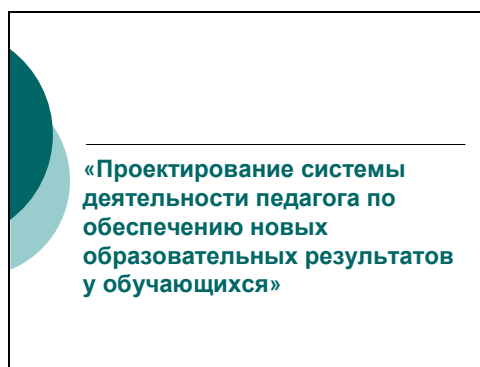 «Проектирование системы
деятельности педагога по
обеспечению новых
образовательных результатов
у обучающихся»